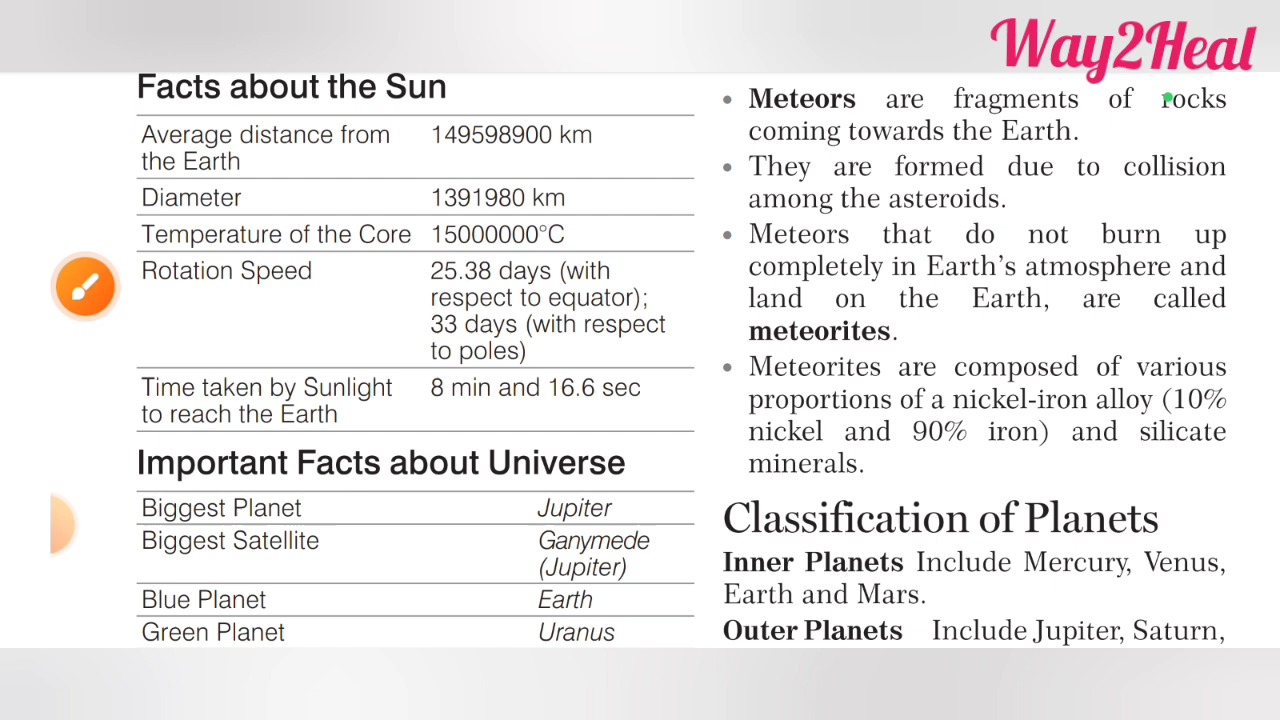 Way2Heal
Facts about the Sun
Average distance from 149598900 km
the Earth
Diameter 1391980 km
Temperature of the Core 15000000°C
Rotation Speed 25.38 days (with
respect to equator);
33 days (with respect
to poles)
Time taken by Sunlight 8 min and 16.6 sec
to reach the Earth
Important Facts about Universe
Biggest Planet Jupiter
Biggest Satellite Ganymede
(Jupiter)
Blue Planet Earth
Green Planet Uranus
• Meteors are fragments of rocks
coming towards the Earth.
• They are formed due to collision
among the asteroids.
• Meteors that do not burn up
completely in Earth's atmosphere and
land on the Earth, are called
meteorites.
• Meteorites are composed of various
proportions of a nickel-iron alloy (10%
nickel and 90% iron) and silicate
minerals.
Classification of Planets
Inner Planets Include Mercury, Venus,
Earth and Mars.
Outer Planets Include Jupiter, Saturn,